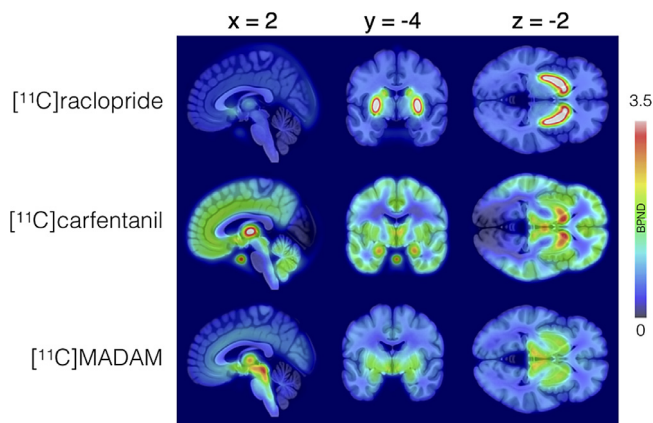 x = 2 y = -4 z = -2
[¹¹C]raclopride
3.5
[¹¹C]carfentanil
BPND
0
[¹¹C]MADAM